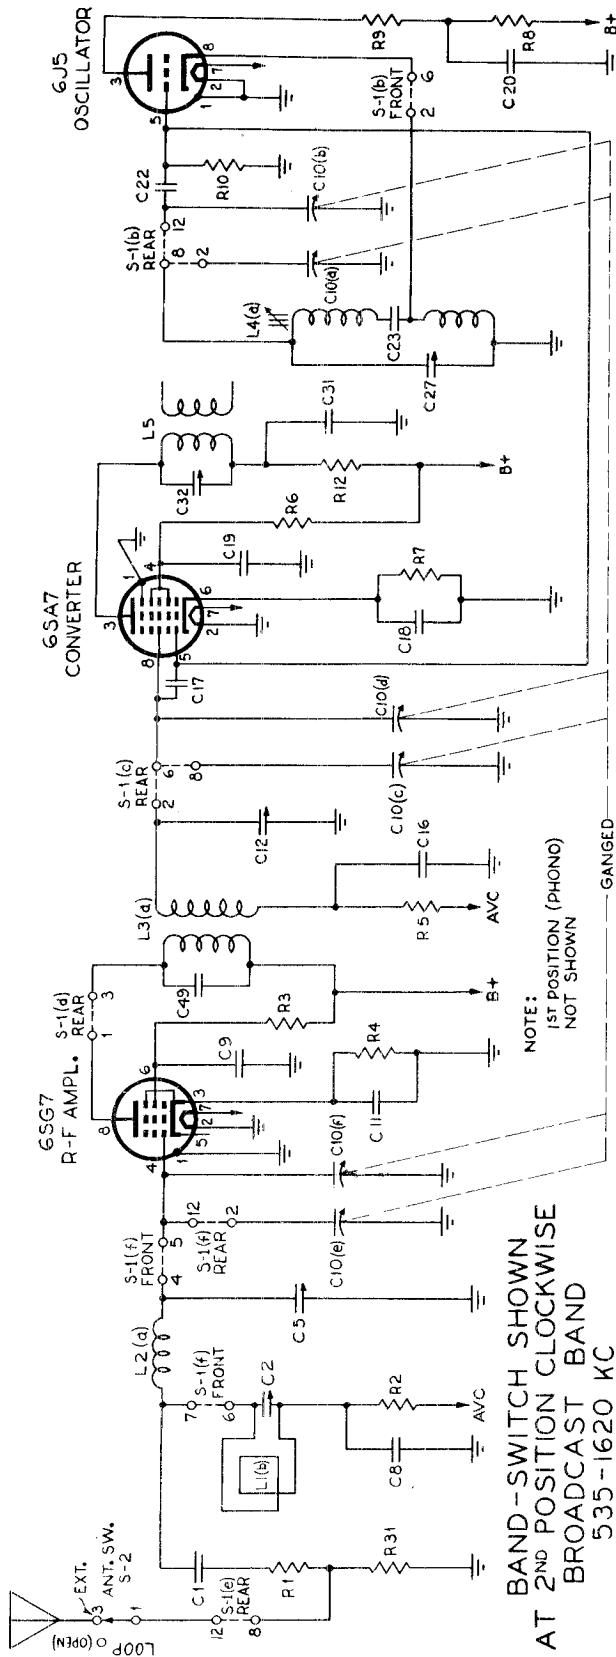 EXT.
3 ANT. SW.
S-2
LOOP (OPEN)
1
12
S-1(e)
REAR
8
C1
R1
R31
L2(a)
7
S-1(f)
FRONT
6
C2
L1(b)
C8
R2
AVC
S-1(f)
FRONT
4 5
12
S-1(f)
REAR
2
C5
C10(e)
C10(f)
6SG7
R-F AMPL.
S-1(d)
REAR
1 3
8
6
4
1
5
2
7
3
C9
R3
C11
R4
C49
B+
L3(a)
C12
R5
C16
AVC
S-1(c)
REAR
2 6
8
C10(c)
C10(d)
6SA7
CONVERTER
3
1
4
8
5
2
7
6
C17
C19
R6
C18
R7
C32
L5
C31
R12
B+
L4(a)
C23
C27
S-1(b)
REAR
8 12
2
C22
R10
C10(a)
C10(b)
6J5
OSCILLATOR
3
5
1
2
7
8
S-1(b)
FRONT
2 6
R9
C20
R8
B+
GANGED
NOTE:
1ST POSITION (PHONO)
NOT SHOWN
BAND-SWITCH SHOWN
AT 2ND POSITION CLOCKWISE
BROADCAST BAND
535-1620 KC